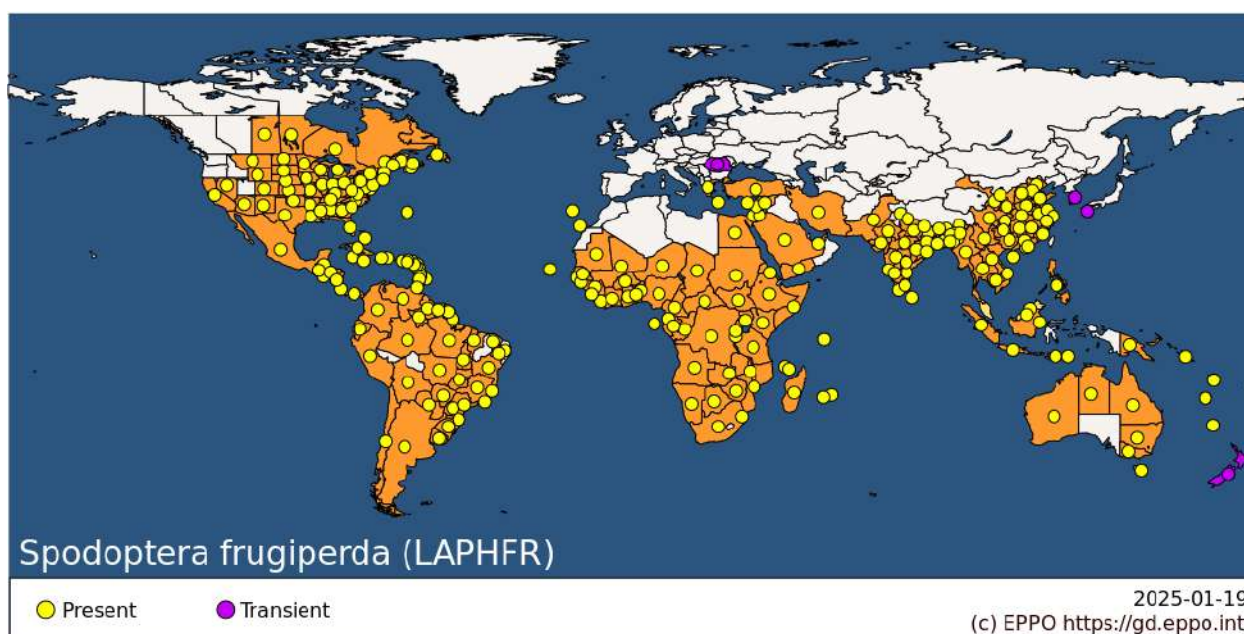 Spodoptera frugiperda (LAPHFR)
Present
Transient
2025-01-19
(c) EPPO https://gd.eppo.int